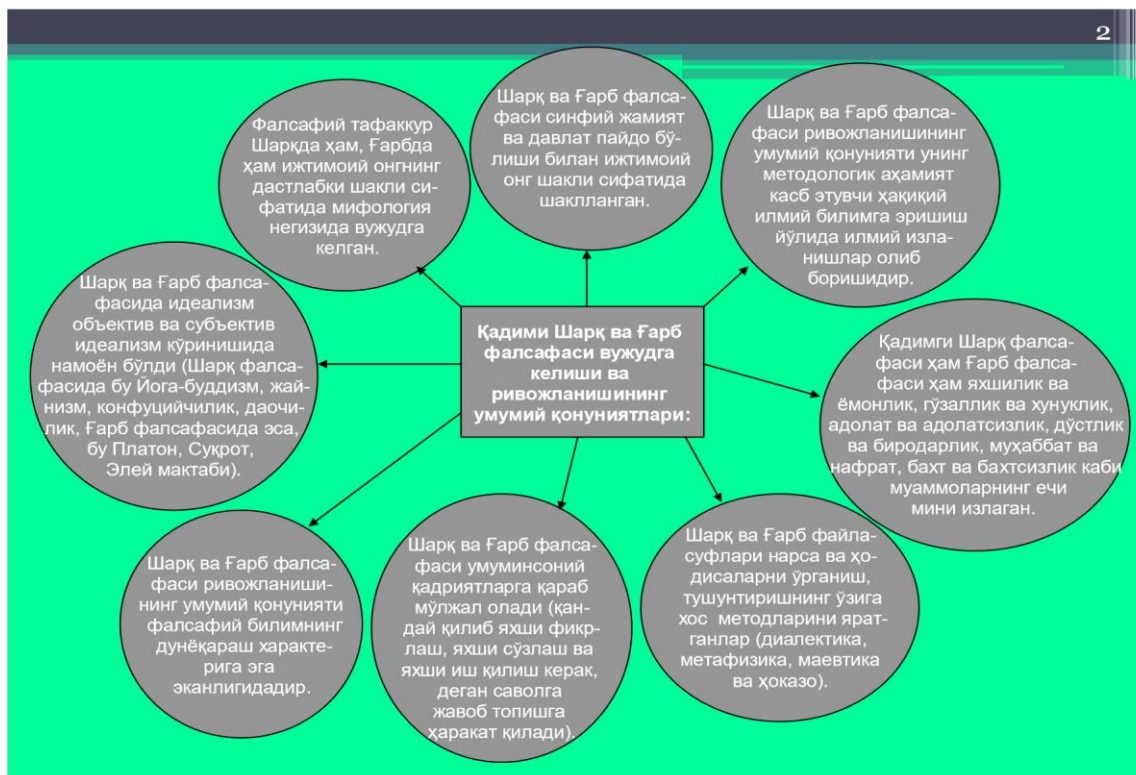 2
Фалсафий тафаккур
Шарқда ҳам, Ғарбда
ҳам ижтимоий онгнинг
дастлабки шакли си-
фатида мифология
негизида вужудга
келган.
Шарқ ва Ғарб фалса-
фаси синфий жамият
ва давлат пайдо бў-
лиши билан ижтимоий
онг шакли сифатида
шаклланган.
Шарқ ва Ғарб фалса-
фаси ривожланишининг
умумий қонунияти унинг
методологик аҳамият
касб этувчи ҳақиқий
илмий билимга эришиш
йўлида илмий изла-
нишлар олиб
боришидир.
Шарқ ва Ғарб фалса-
фасида идеализм
объектив ва субъектив
идеализм кўринишида
намоён бўлди (Шарқ фалса-
фасида бу Йога-буддизм, жай-
низм, конфуцийчилик, даочи-
лик, Ғарб фалсафасида эса,
бу Платон, Суқрот,
Элей мактаби).
Қадими Шарқ ва Ғарб
фалсафаси вужудга
келиши ва
ривожланишининг
умумий қонуниятлари:
Қадимги Шарқ фалса-
фаси ҳам Ғарб фалса-
фаси ҳам яхшилик ва
ёмонлик, гўзаллик ва хунуклик,
адолат ва адолатсизлик, дўстлик
ва биродарлик, муҳаббат ва
нафрат, бахт ва бахтсизлик каби
муаммоларнинг ечи
мини излаган.
Шарқ ва Ғарб фалса-
фаси ривожланиши-
нинг умумий қонунияти
фалсафий билимнинг
дунёқараш характе-
рига эга
эканлигидадир.
Шарқ ва Ғарб фалса-
фаси умуминсоний
қадриятларга қараб
мўлжал олади (қан-
дай қилиб яхши фикр-
лаш, яхши сўзлаш ва
яхши иш қилиш керак,
деган саволга
жавоб топишга
ҳаракат қилади).
Шарқ ва Ғарб файла-
суфлари нарса ва ҳо-
дисаларни ўрганиш,
тушунтиришнинг ўзига
хос методларини ярат-
ганлар (диалектика,
метафизика, маевтика
ва ҳоказо).